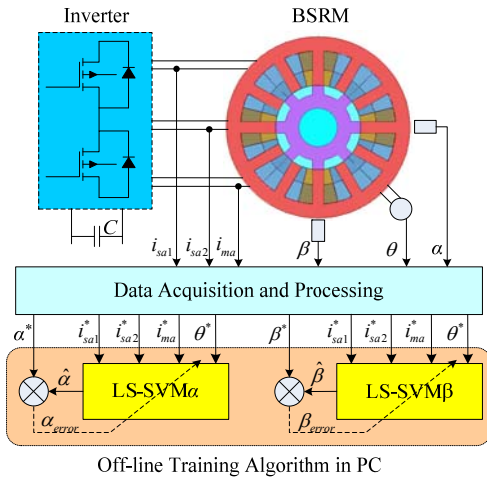 Inverter
BSRM
C
i_sa1 i_sa2 i_ma β θ α
Data Acquisition and Processing
α* i*_sa1 i*_sa2 i*_ma θ* β* i*_sa1 i*_sa2 i*_ma θ*
α̂ LS-SVMα β̂ LS-SVMβ
α_error β_error
Off-line Training Algorithm in PC